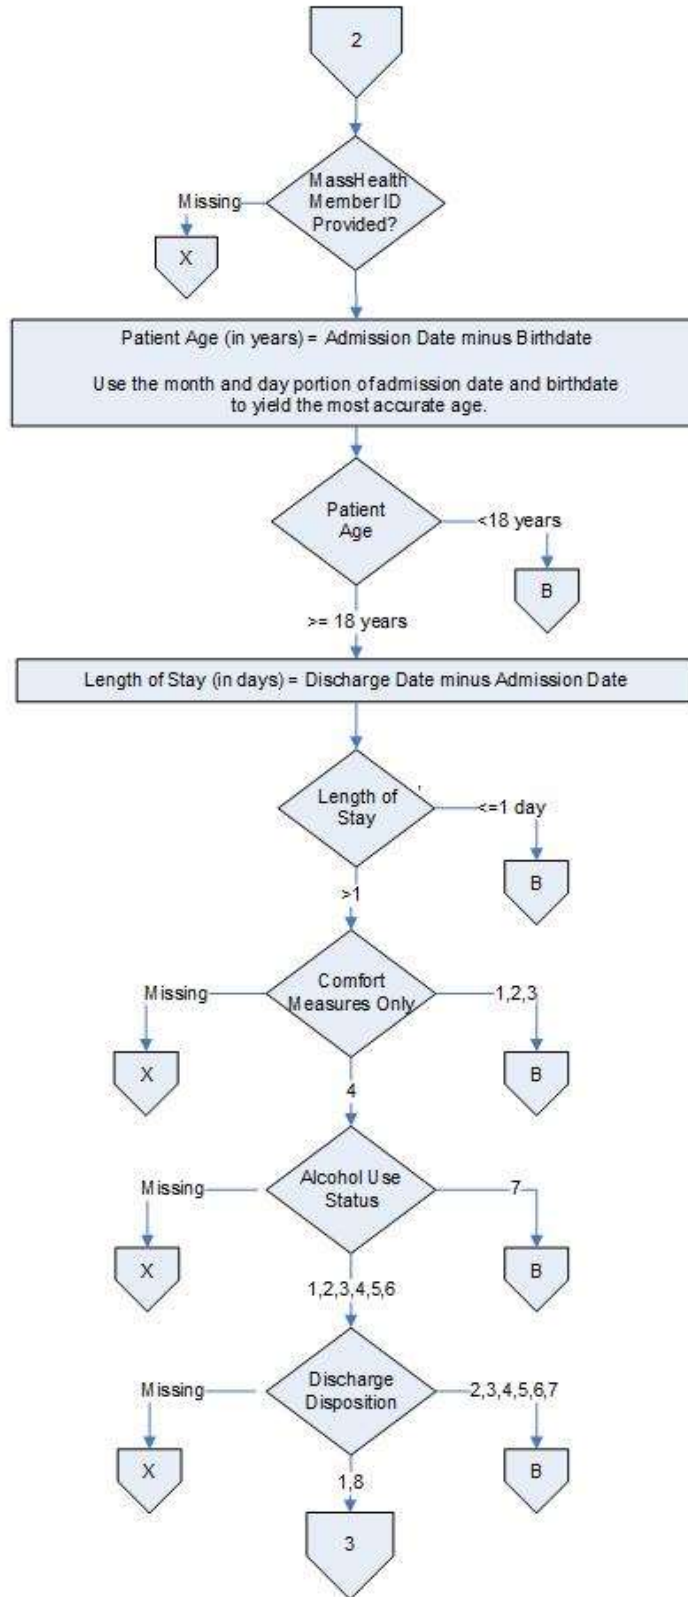 2
MassHealth
Member ID
Provided?
Missing
X
Patient Age (in years) = Admission Date minus Birthdate
Use the month and day portion of admission date and birthdate
to yield the most accurate age.
Patient
Age
<18 years
B
>= 18 years
Length of Stay (in days) = Discharge Date minus Admission Date
Length of
Stay
<=1 day
B
>1
Comfort
Measures Only
Missing
1,2,3
X
B
4
Alcohol Use
Status
Missing
7
X
B
1,2,3,4,5,6
Discharge
Disposition
Missing
2,3,4,5,6,7
X
B
1,8
3